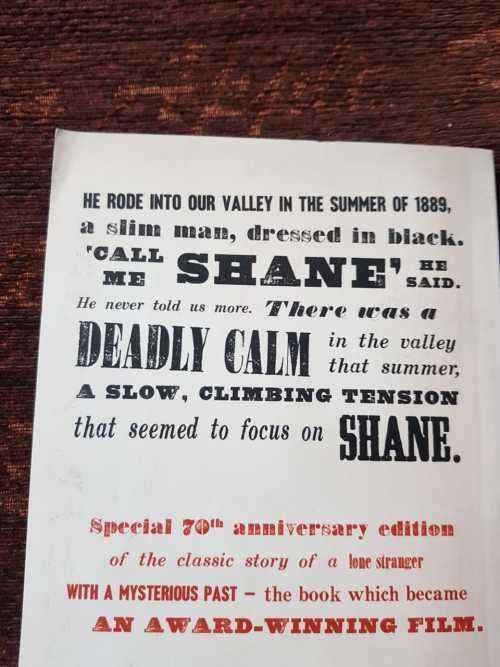 HE RODE INTO OUR VALLEY IN THE SUMMER OF 1889,
a slim man, dressed in black.
'CALL ME SHANE' HE SAID.
He never told us more. There was a
DEADLY CALM in the valley that summer,
A SLOW, CLIMBING TENSION
that seemed to focus on SHANE.
Special 70th anniversary edition
of the classic story of a lone stranger
WITH A MYSTERIOUS PAST – the book which became
AN AWARD-WINNING FILM.